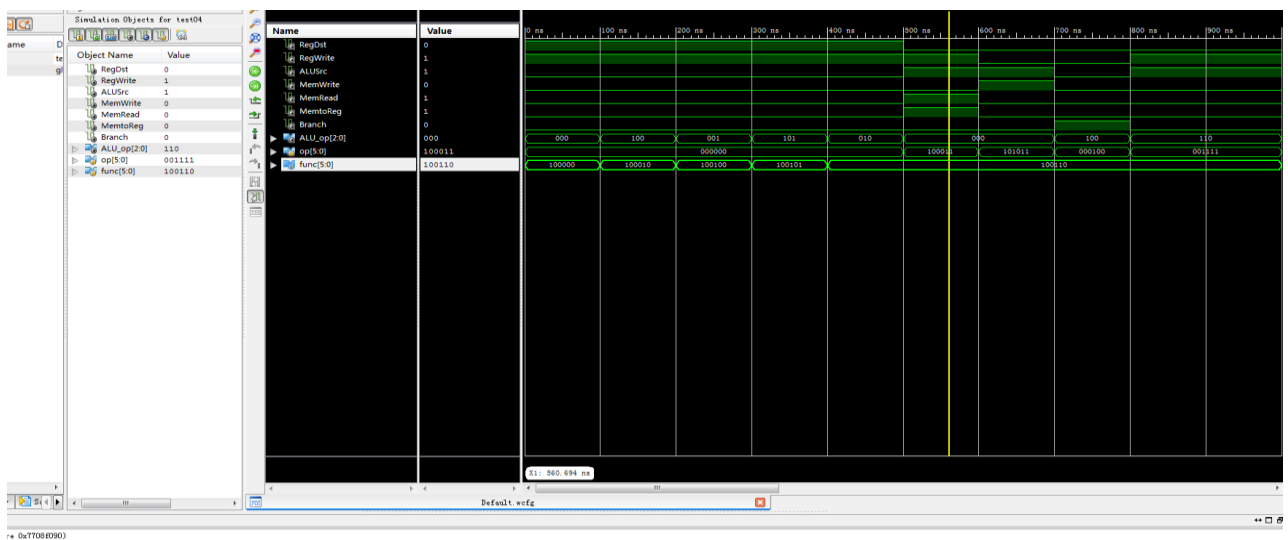 Simulation Objects for test04
ame D
te
gl
Object Name Value
RegDst 0
RegWrite 1
ALUSrc 1
MemWrite 0
MemRead 0
MemtoReg 0
Branch 0
ALU_op[2:0] 110
op[5:0] 001111
func[5:0] 100110
Name Value
RegDst 0
RegWrite 1
ALUSrc 1
MemWrite 0
MemRead 1
MemtoReg 1
Branch 0
ALU_op[2:0] 000
op[5:0] 100011
func[5:0] 100110
0 ns 100 ns 200 ns 300 ns 400 ns 500 ns 600 ns 700 ns 800 ns 900 ns
000 100 001 101 010 000 100 110
000000 100011 101011 000100 001111
100000 100010 100100 100101 100110
X1: 560.694 ns
Default.wcfg
re 0x7708f090)